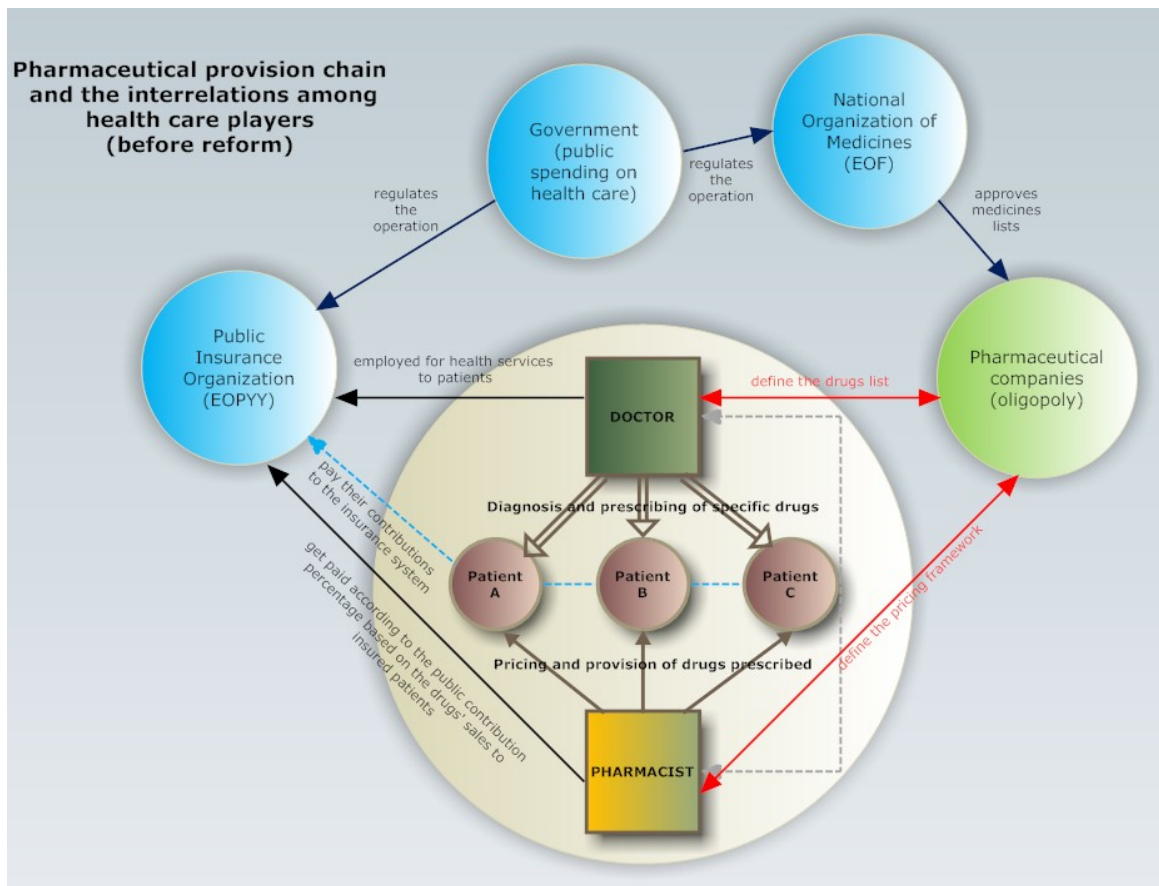 Pharmaceutical provision chain
and the interrelations among
health care players
(before reform)
Government
(public
spending on
health care)
National
Organization of
Medicines
(EOF)
regulates
the
operation
regulates
the
operation
approves
medicines
lists
Public
Insurance
Organization
(EOPYY)
Pharmaceutical
companies
(oligopoly)
employed for health services
to patients
define the drugs list
DOCTOR
Diagnosis and prescribing of specific drugs
pay their contributions
to the insurance system
Patient
A
Patient
B
Patient
C
define the pricing framework
get paid according to the public contribution
percentage based on the drugs' sales to
insured patients
Pricing and provision of drugs prescribed
PHARMACIST